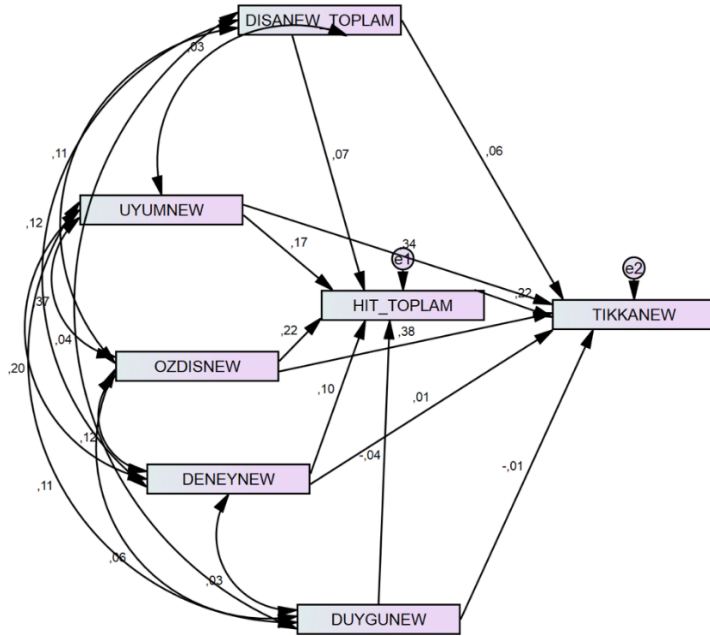 DISANEW_TOPLAM
,03
,11
,07
,06
UYUMNEW
,12
,17
,34
e1
e2
,37
HIT_TOPLAM
,22
TIKKANEW
,04
,22
,38
,20
OZDISNEW
,10
,01
,12
DENEYNEW
-,04
-,01
,11
,06
,03
DUYGUNEW